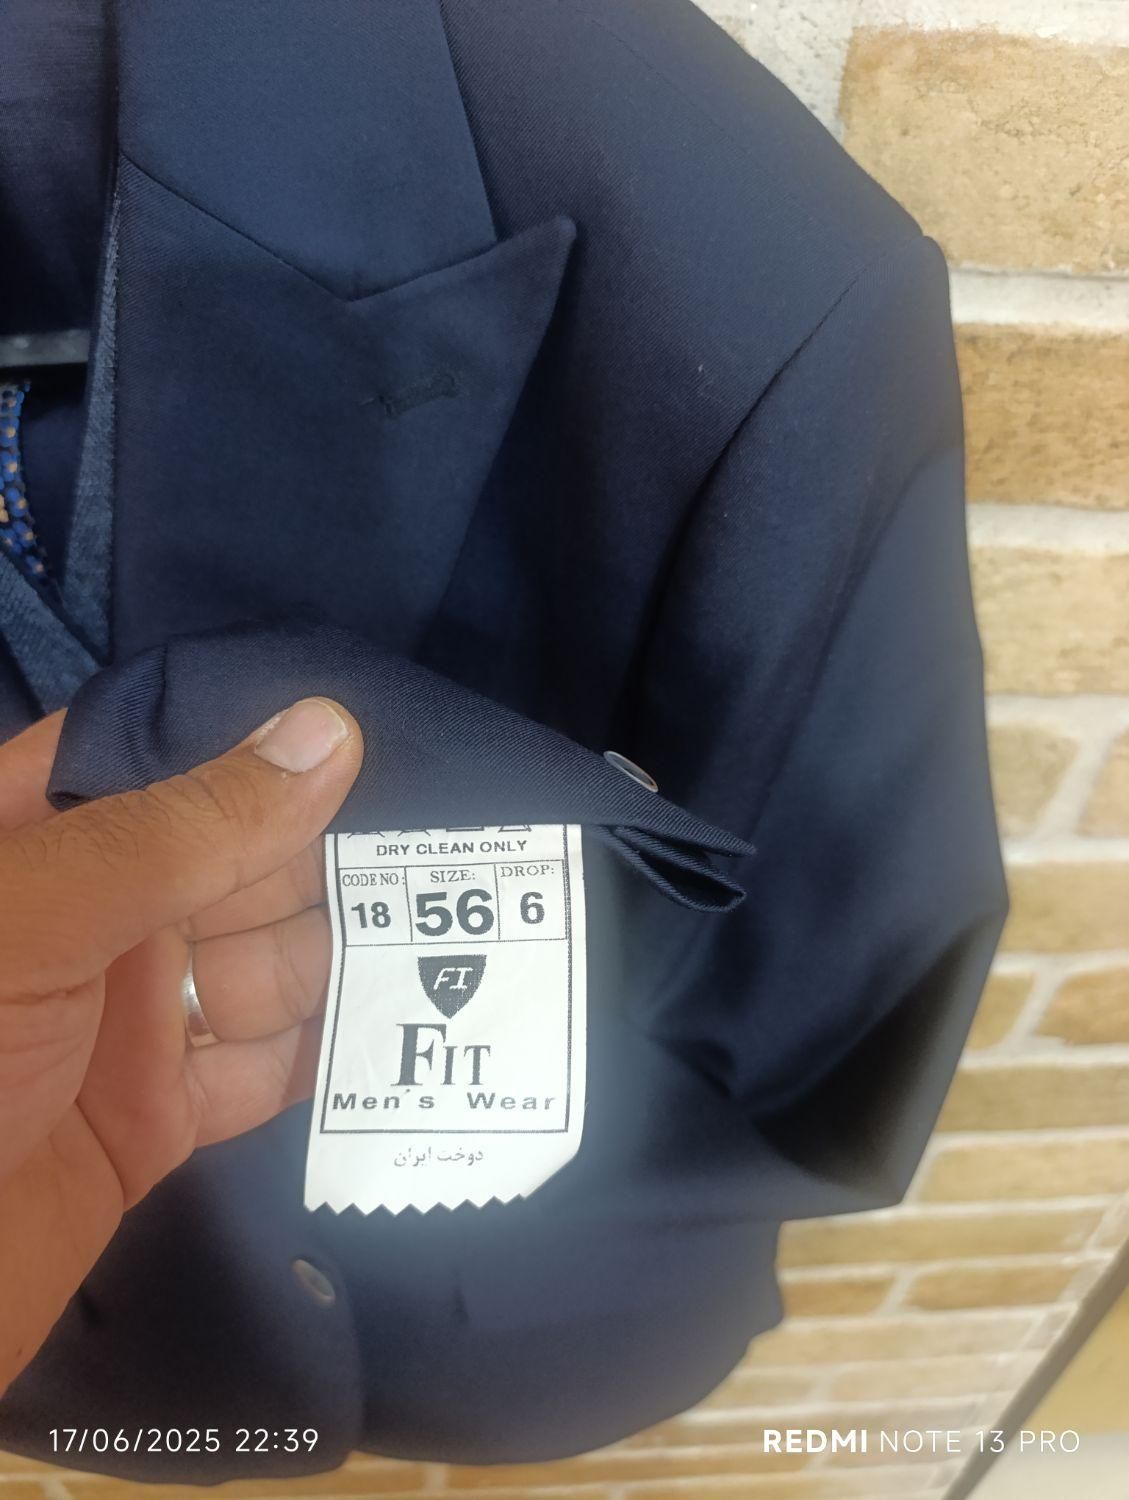 DRY CLEAN ONLY
CODE NO: SIZE: DROP:
18 56 6
FI
FIT
Men's Wear
دوخت ایران
17/06/2025 22:39
REDMI NOTE 13 PRO